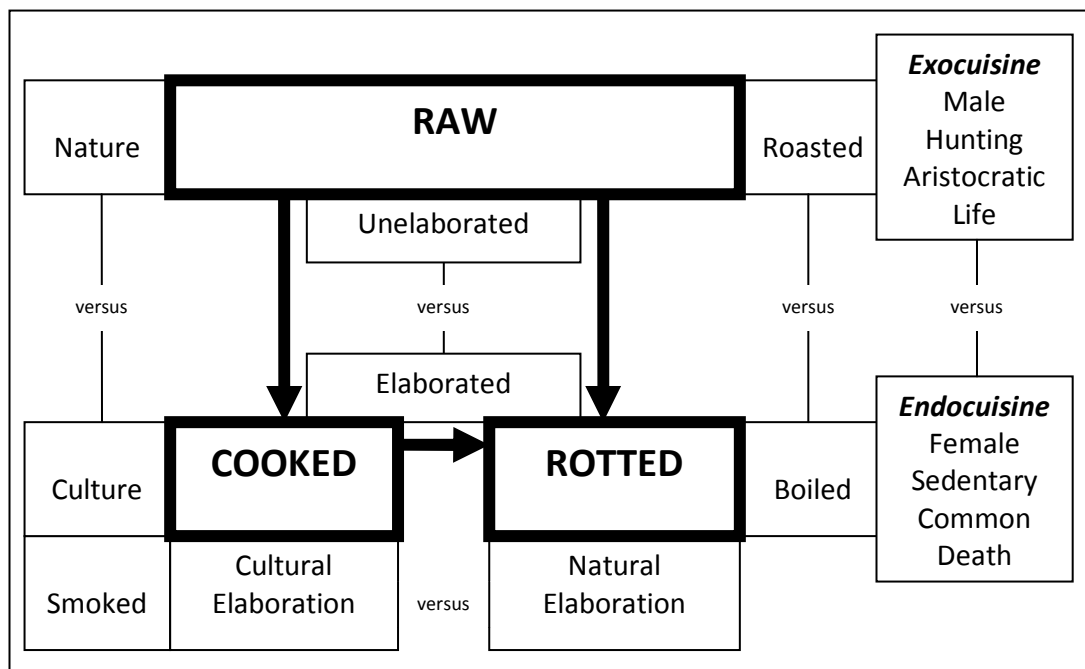 Exocuisine
Male
Hunting
Aristocratic
Life
Nature
RAW
Roasted
Unelaborated
versus
versus
versus
versus
Elaborated
Endocuisine
Female
Sedentary
Common
Death
Culture
COOKED
ROTTED
Boiled
Smoked
Cultural
Elaboration
versus
Natural
Elaboration